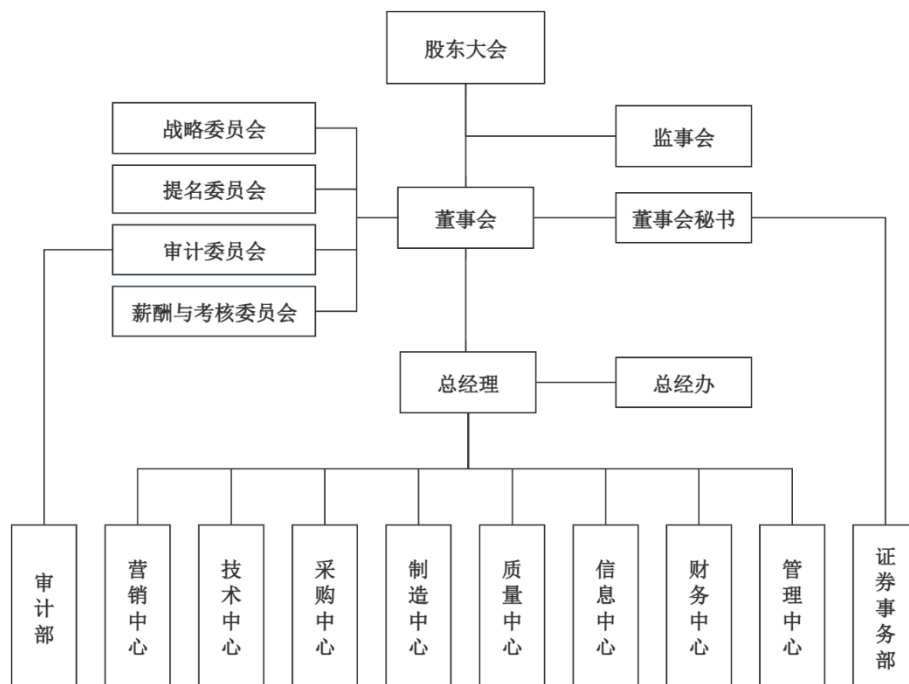 股东大会
战略委员会
监事会
提名委员会
董事会
董事会秘书
审计委员会
薪酬与考核委员会
总经理
总经办
审计部
营销中心
技术中心
采购中心
制造中心
质量中心
信息中心
财务中心
管理中心
证券事务部